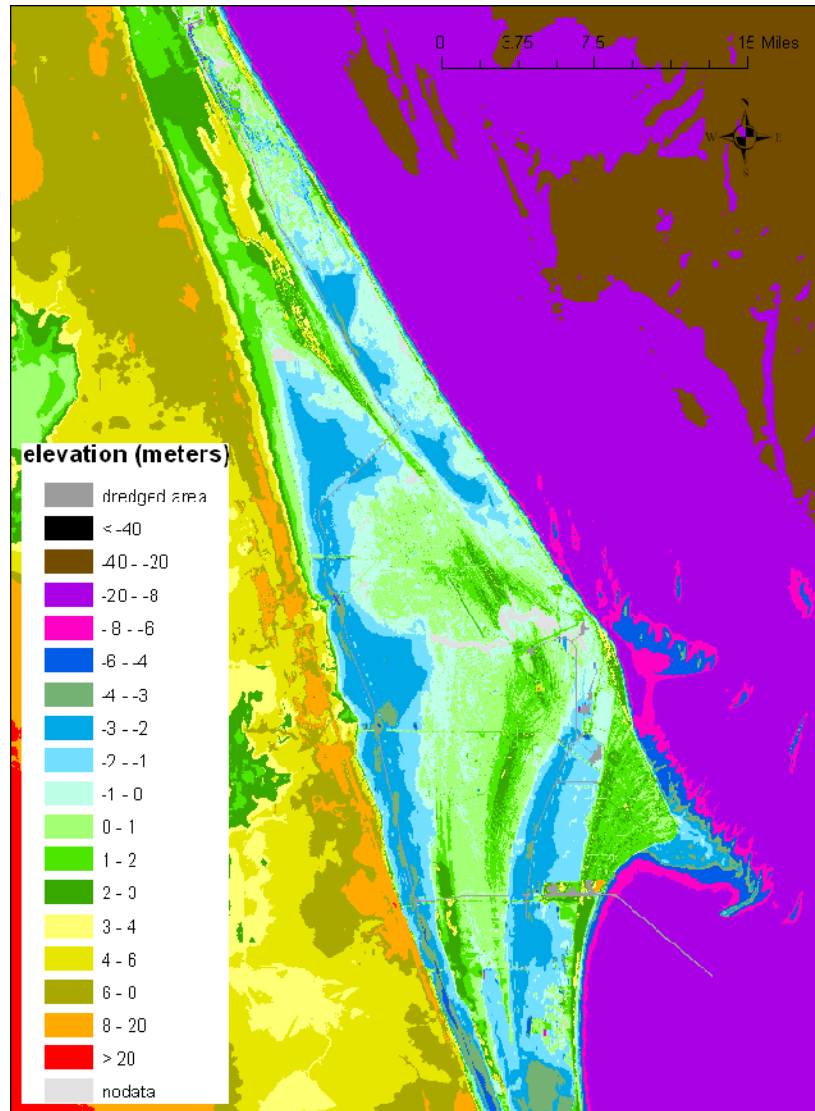 0 3.75 7.5 15 Miles
N
W E
S
elevation (meters)
dredged area
< -40
-40 - -20
-20 - -8
-8 - -6
-6 - -4
-4 - -3
-3 - -2
-2 - -1
-1 - 0
0 - 1
1 - 2
2 - 0
3 - 4
4 - 6
6 - 0
8 - 20
> 20
nodata